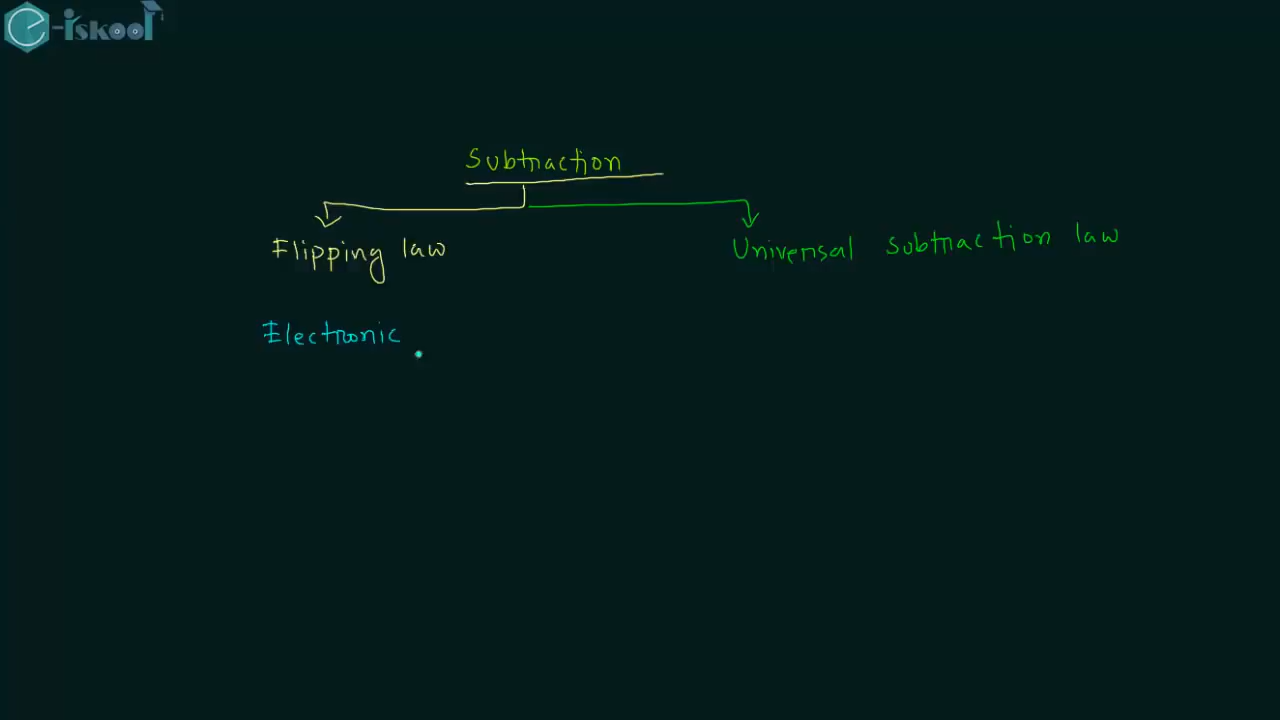 e-iskool
Subtraction
Flipping law
Universal subtraction law
Electronic